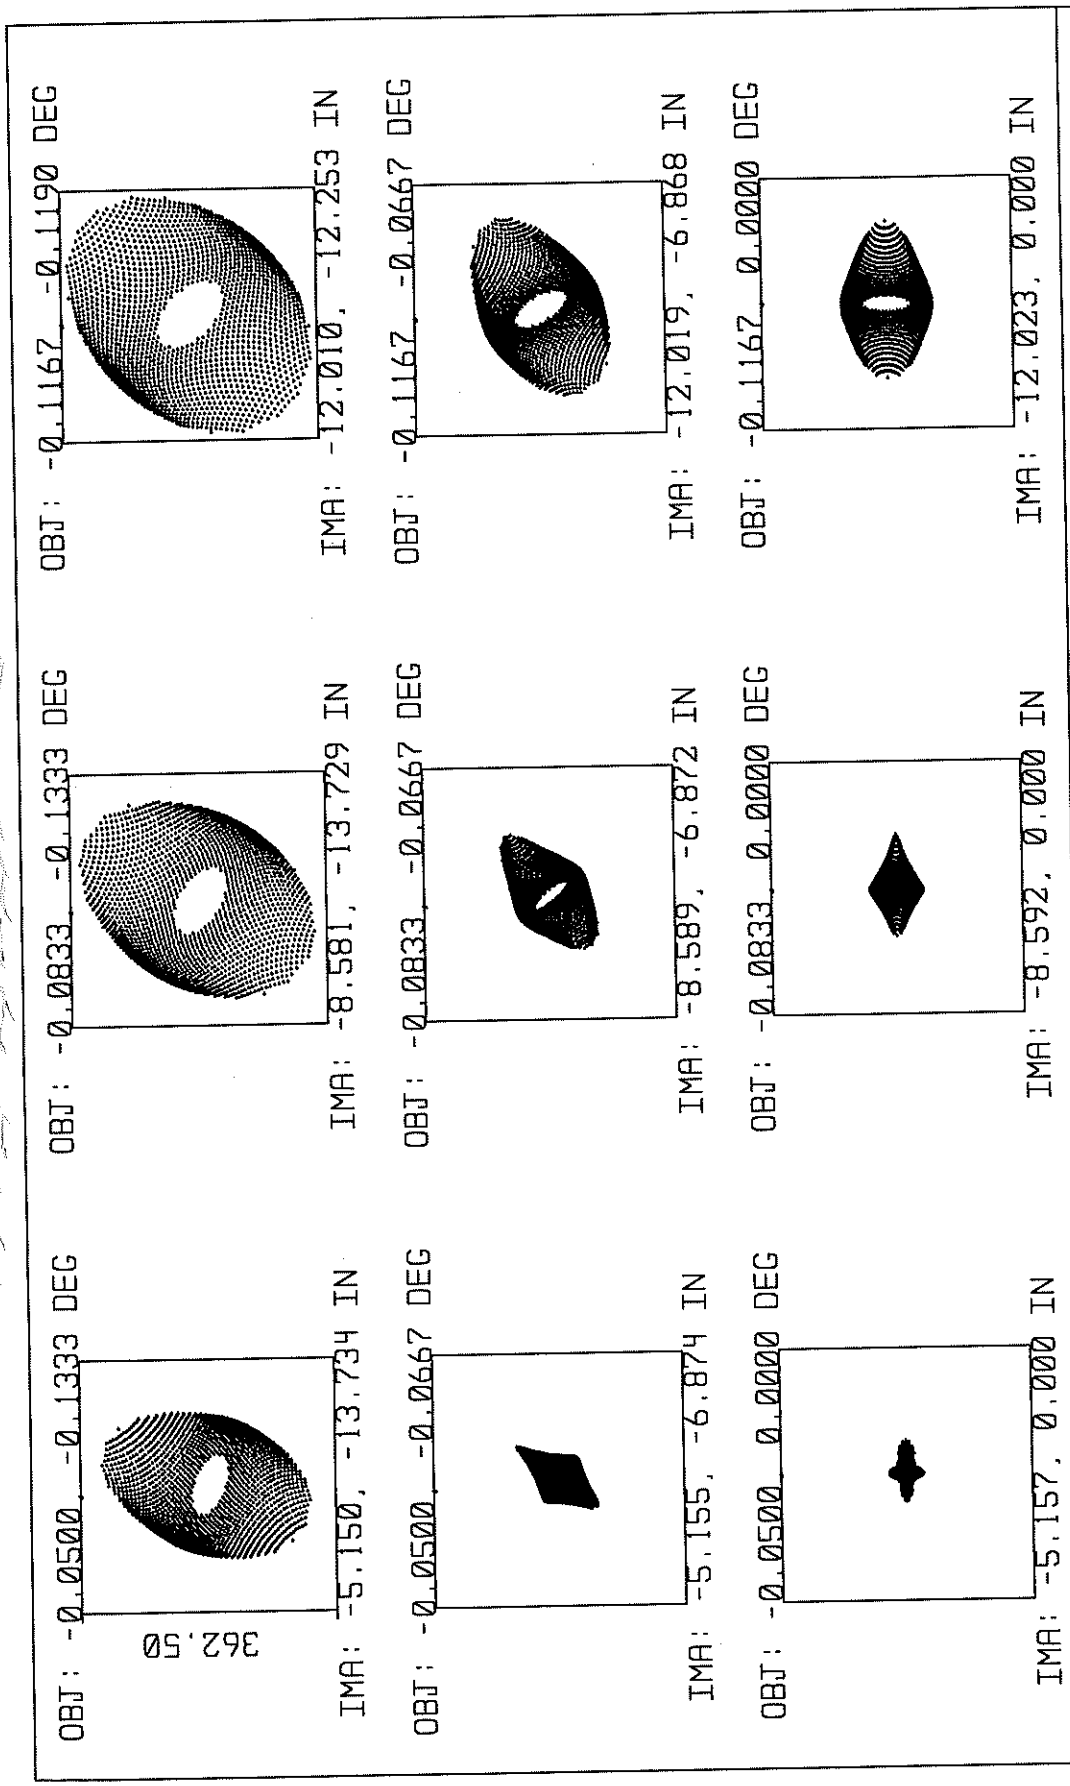 OBJ: -0.0500 -0.1333 DEG
362.50
IMA: -5.150, -13.734 IN
OBJ: -0.0833 -0.1333 DEG
IMA: -8.581, -13.729 IN
OBJ: -0.1167 -0.1190 DEG
IMA: -12.010, -12.253 IN
OBJ: -0.0500 -0.0667 DEG
IMA: -5.155, -6.874 IN
OBJ: -0.0833 -0.0667 DEG
IMA: -8.589, -6.872 IN
OBJ: -0.1167 -0.0667 DEG
IMA: -12.019, -6.868 IN
OBJ: -0.0500 0.0000 DEG
IMA: -5.157, 0.000 IN
OBJ: -0.0833 0.0000 DEG
IMA: -8.592, 0.000 IN
OBJ: -0.1167 0.0000 DEG
IMA: -12.023, 0.000 IN